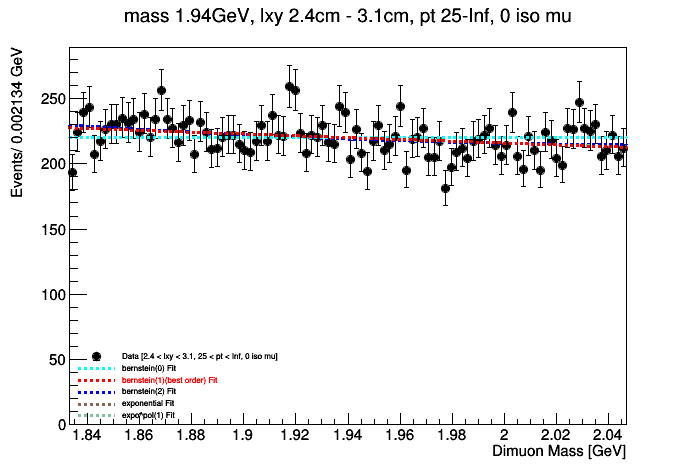 mass 1.94GeV, lxy 2.4cm - 3.1cm, pt 25-Inf, 0 iso mu
Events/ 0.002134 GeV
250
200
150
100
50
0
Data [2.4 < lxy < 3.1, 25 < pt < Inf, 0 iso mu]
bernstein(0) Fit
bernstein(1)(best order) Fit
bernstein(2) Fit
exponential Fit
expo*pol(1) Fit
1.84 1.86 1.88 1.9 1.92 1.94 1.96 1.98 2 2.02 2.04
Dimuon Mass [GeV]